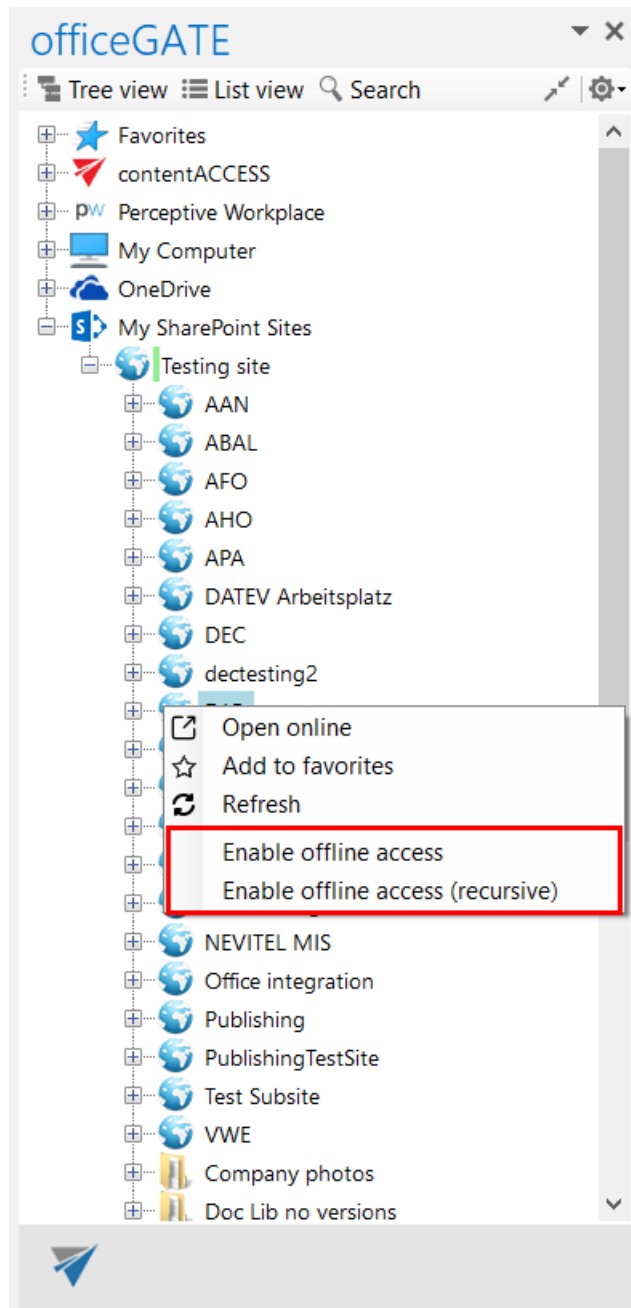 officeGATE
Tree view List view Search
Favorites
contentACCESS
pw Perceptive Workplace
My Computer
OneDrive
S My SharePoint Sites
Testing site
AAN
ABAL
AFO
AHO
APA
DATEV Arbeitsplatz
DEC
dectesting2
Open online
Add to favorites
Refresh
Enable offline access
Enable offline access (recursive)
NEVITEL MIS
Office integration
Publishing
PublishingTestSite
Test Subsite
VWE
Company photos
Doc Lib no versions